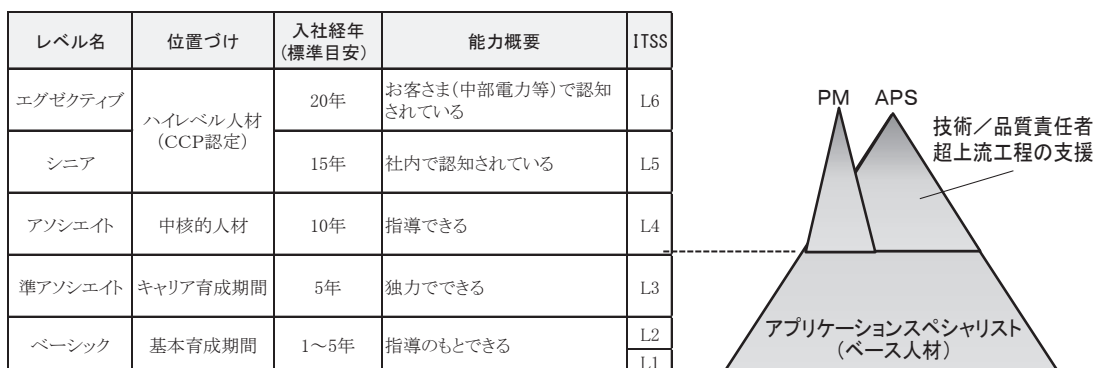 レベル名
位置づけ
入社経年
(標準目安)
能力概要
ITSS
エグゼクティブ
ハイレベル人材
(CCP認定)
20年
お客さま(中部電力等)で認知
されている
L6
シニア
15年
社内で認知されている
L5
アソシエイト
中核的人材
10年
指導できる
L4
準アソシエイト
キャリア育成期間
5年
独力でできる
L3
ベーシック
基本育成期間
1～5年
指導のもとできる
L2
L1
PM
APS
技術／品質責任者
超上流工程の支援
アプリケーションスペシャリスト
(ベース人材)